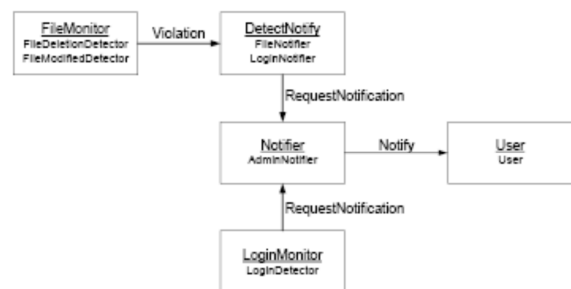 FileMonitor
FileDeletionDetector
FileModifiedDetector
Violation
DetectNotify
FileNotifier
LoginNotifier
RequestNotification
Notifier
AdminNotifier
Notify
User
User
RequestNotification
LoginMonitor
LoginDetector